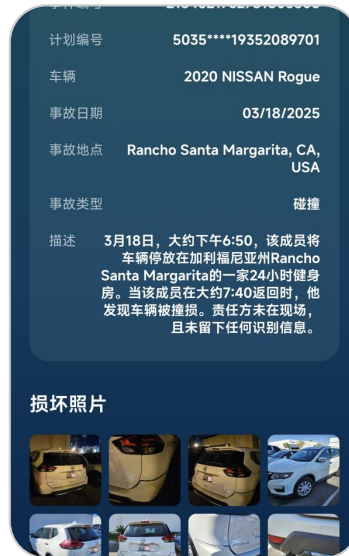 计划编号 5035****19352089701
车辆 2020 NISSAN Rogue
事故日期 03/18/2025
事故地点 Rancho Santa Margarita, CA,
USA
事故类型 碰撞
描述 3月18日，大约下午6:50，该成员将
车辆停放在加利福尼亚州Rancho
Santa Margarita的一家24小时健身
房。当该成员在大约7:40返回时，他
发现车辆被撞损。责任方未在现场，
且未留下任何识别信息。
损坏照片